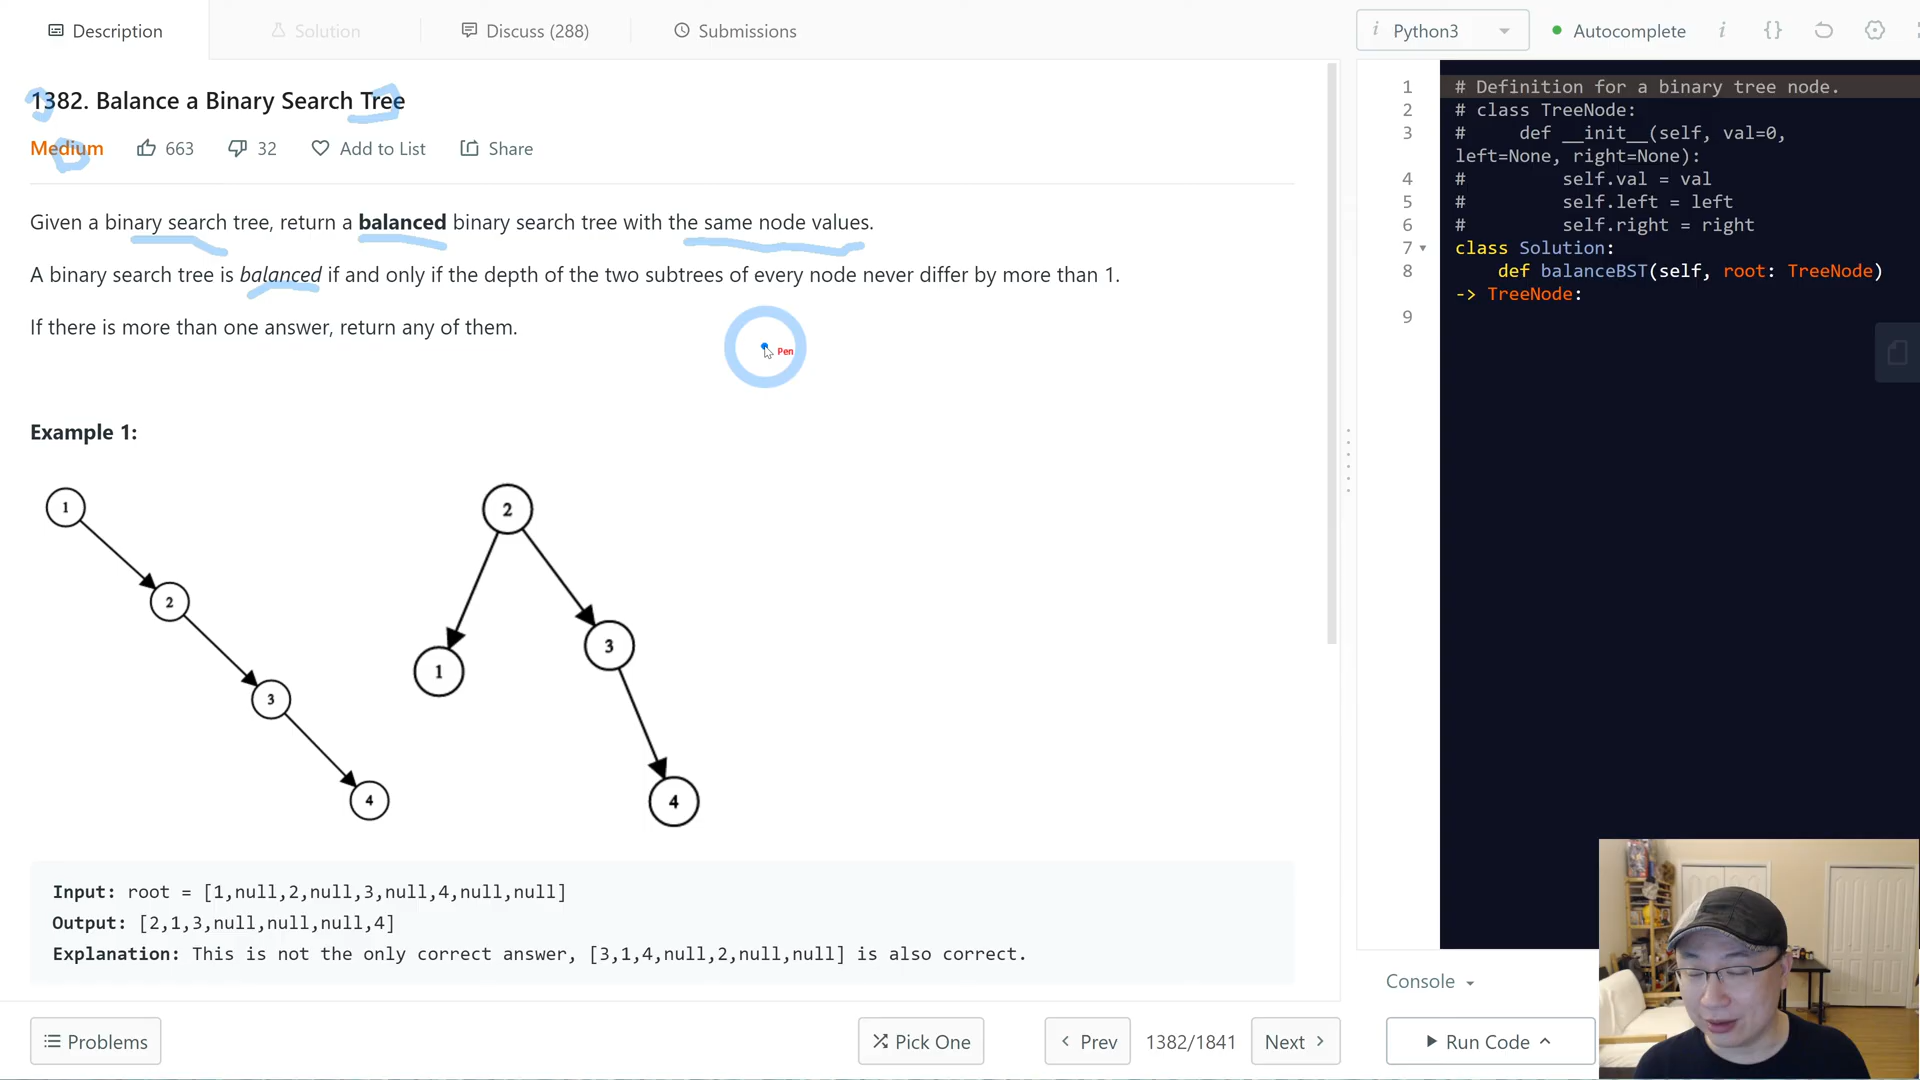 Description
Solution
Discuss (288)
Submissions
Python3
Autocomplete
i
{}
1382. Balance a Binary Search Tree
Medium
663
32
Add to List
Share
Given a binary search tree, return a balanced binary search tree with the same node values.
A binary search tree is balanced if and only if the depth of the two subtrees of every node never differ by more than 1.
If there is more than one answer, return any of them.
Pen
Example 1:
1
2
3
4
2
1
3
4
Input: root = [1,null,2,null,3,null,4,null,null]
Output: [2,1,3,null,null,null,4]
Explanation: This is not the only correct answer, [3,1,4,null,2,null,null] is also correct.
Problems
Pick One
Prev
1382/1841
Next
1 # Definition for a binary tree node.
2 # class TreeNode:
3 #     def __init__(self, val=0,
left=None, right=None):
4 #         self.val = val
5 #         self.left = left
6 #         self.right = right
7 class Solution:
8     def balanceBST(self, root: TreeNode)
-> TreeNode:
9
Console
Run Code